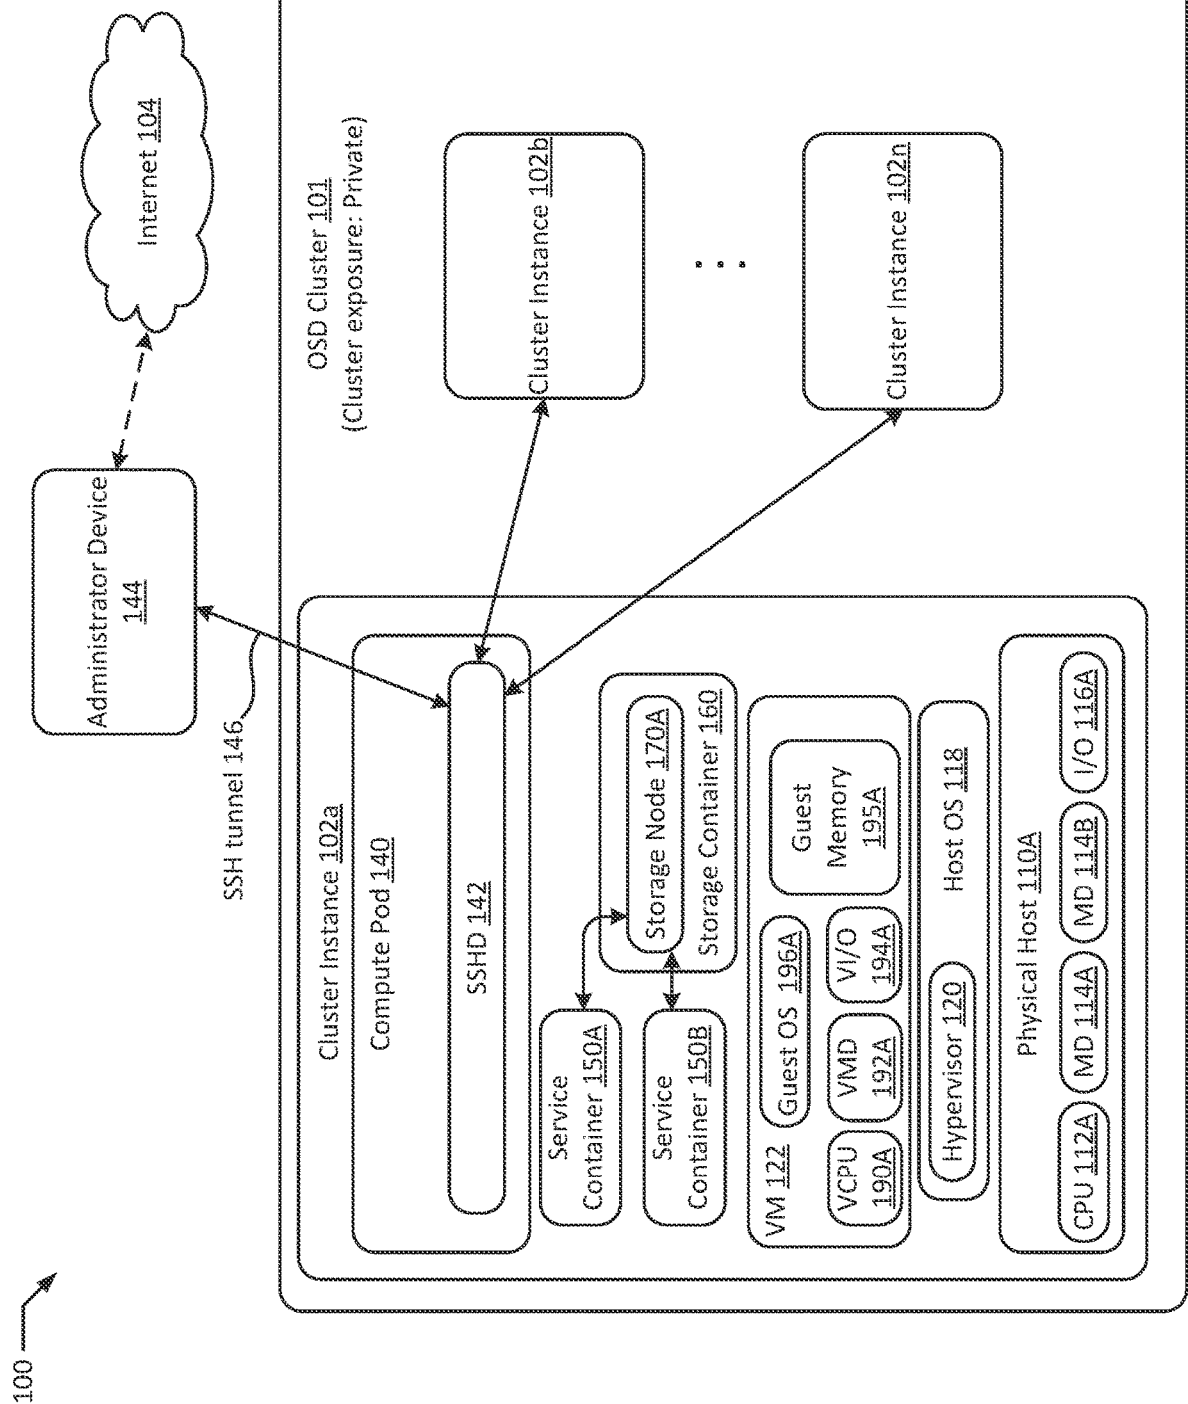 100
Internet 104
Administrator Device
144
SSH tunnel 146
OSD Cluster 101
(Cluster exposure: Private)
Cluster Instance 102a
Compute Pod 140
SSHD 142
Cluster Instance 102b
...
Cluster Instance 102n
Service
Container 150A
Service
Container 150B
Storage Node 170A
Storage Container 160
VM 122
Guest OS 196A
VCPU
190A
VMD
192A
VI/O
194A
Guest
Memory
195A
Hypervisor 120
Host OS 118
Physical Host 110A
CPU 112A
MD 114A
MD 114B
I/O 116A